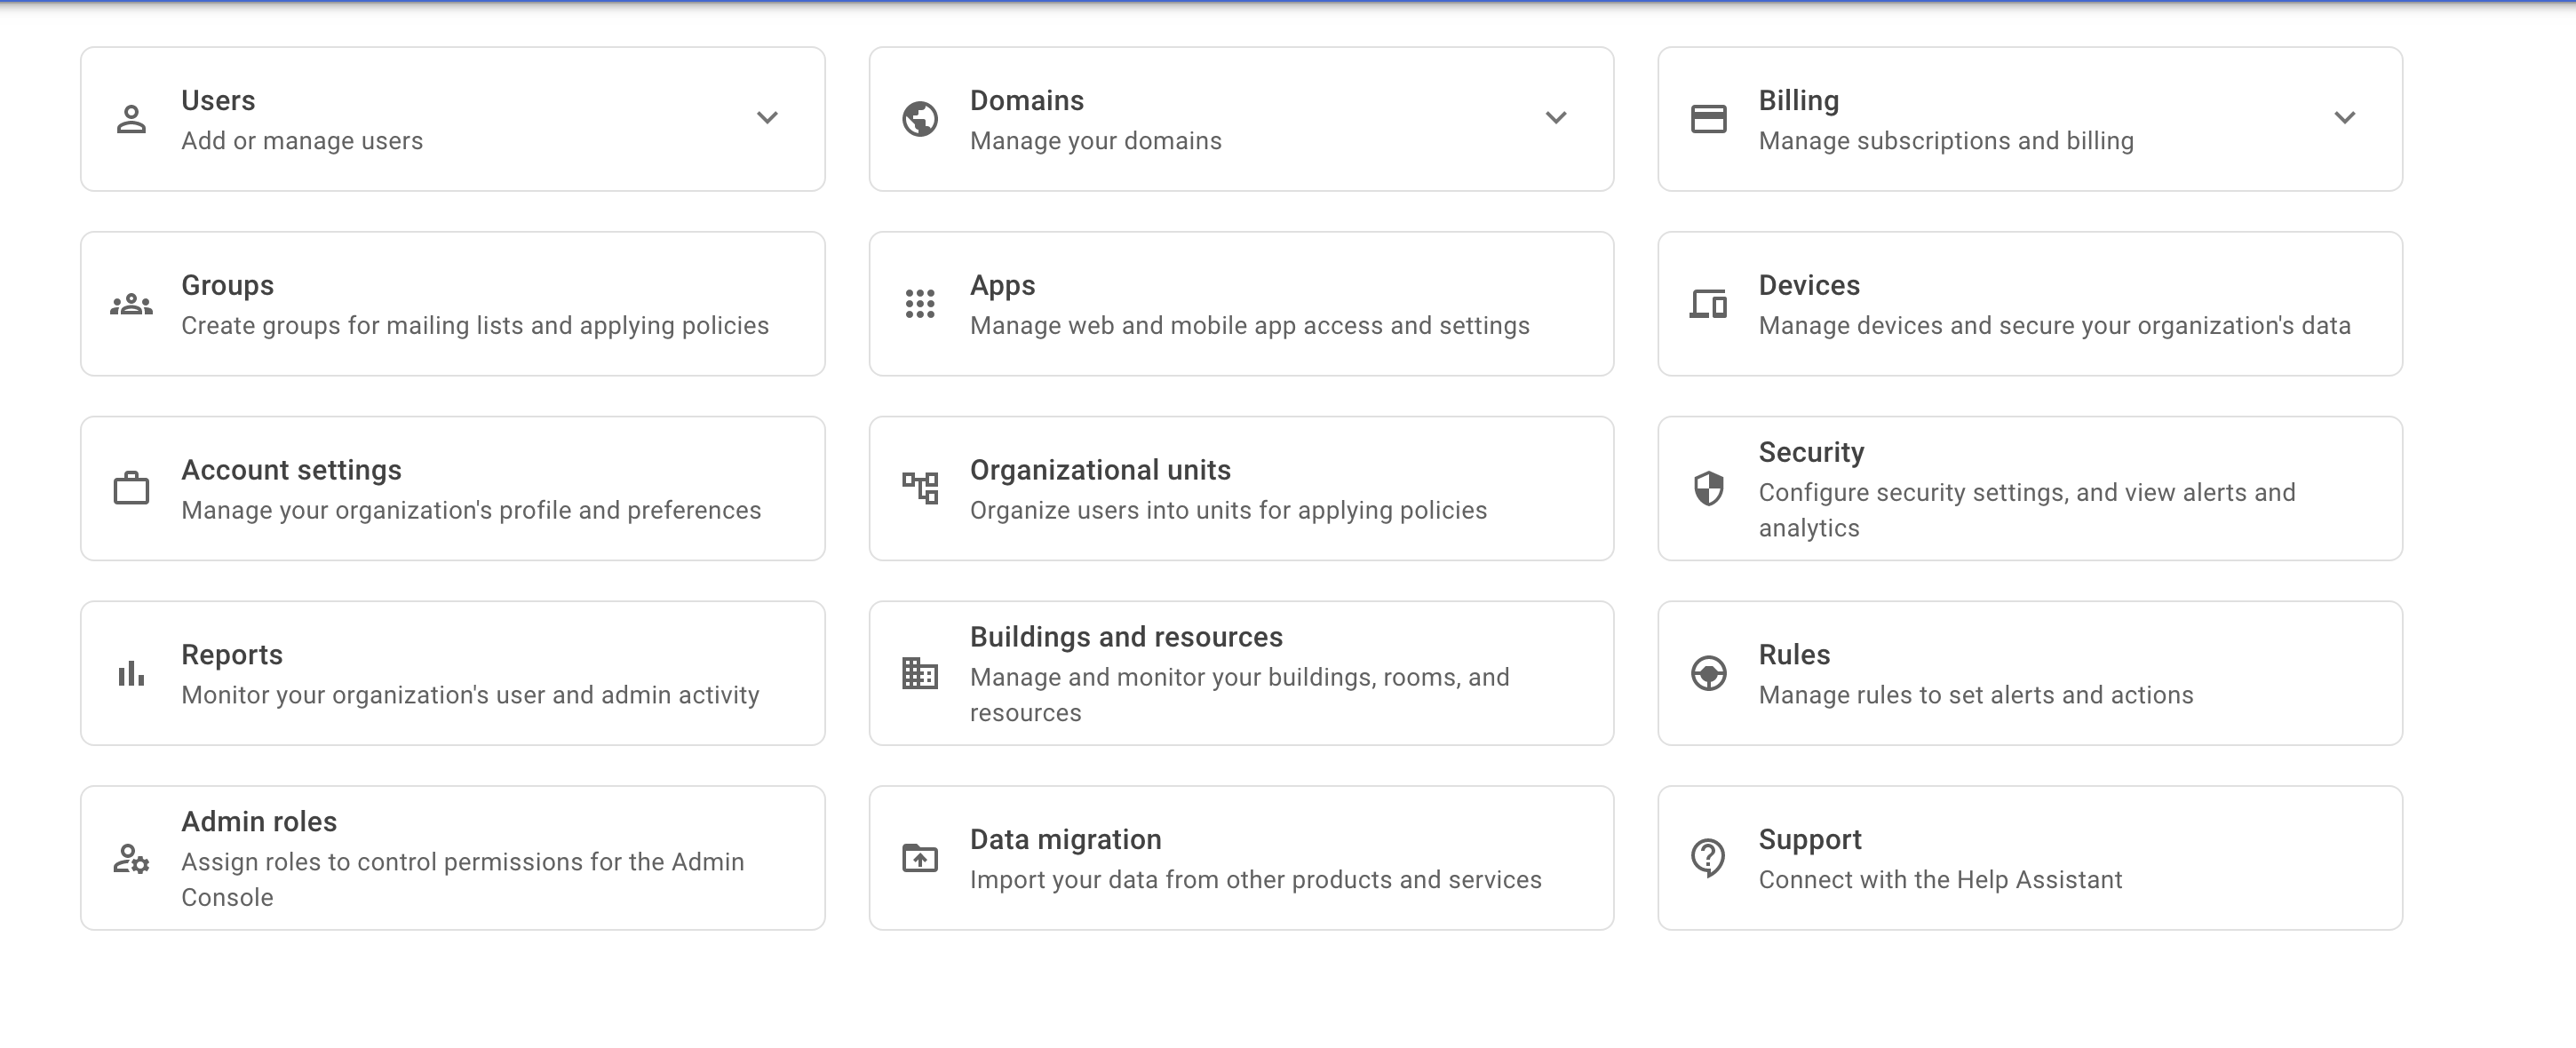 Users
Add or manage users
Domains
Manage your domains
Billing
Manage subscriptions and billing
Groups
Create groups for mailing lists and applying policies
Apps
Manage web and mobile app access and settings
Devices
Manage devices and secure your organization's data
Account settings
Manage your organization's profile and preferences
Organizational units
Organize users into units for applying policies
Security
Configure security settings, and view alerts and
analytics
Reports
Monitor your organization's user and admin activity
Buildings and resources
Manage and monitor your buildings, rooms, and
resources
Rules
Manage rules to set alerts and actions
Admin roles
Assign roles to control permissions for the Admin
Console
Data migration
Import your data from other products and services
Support
Connect with the Help Assistant